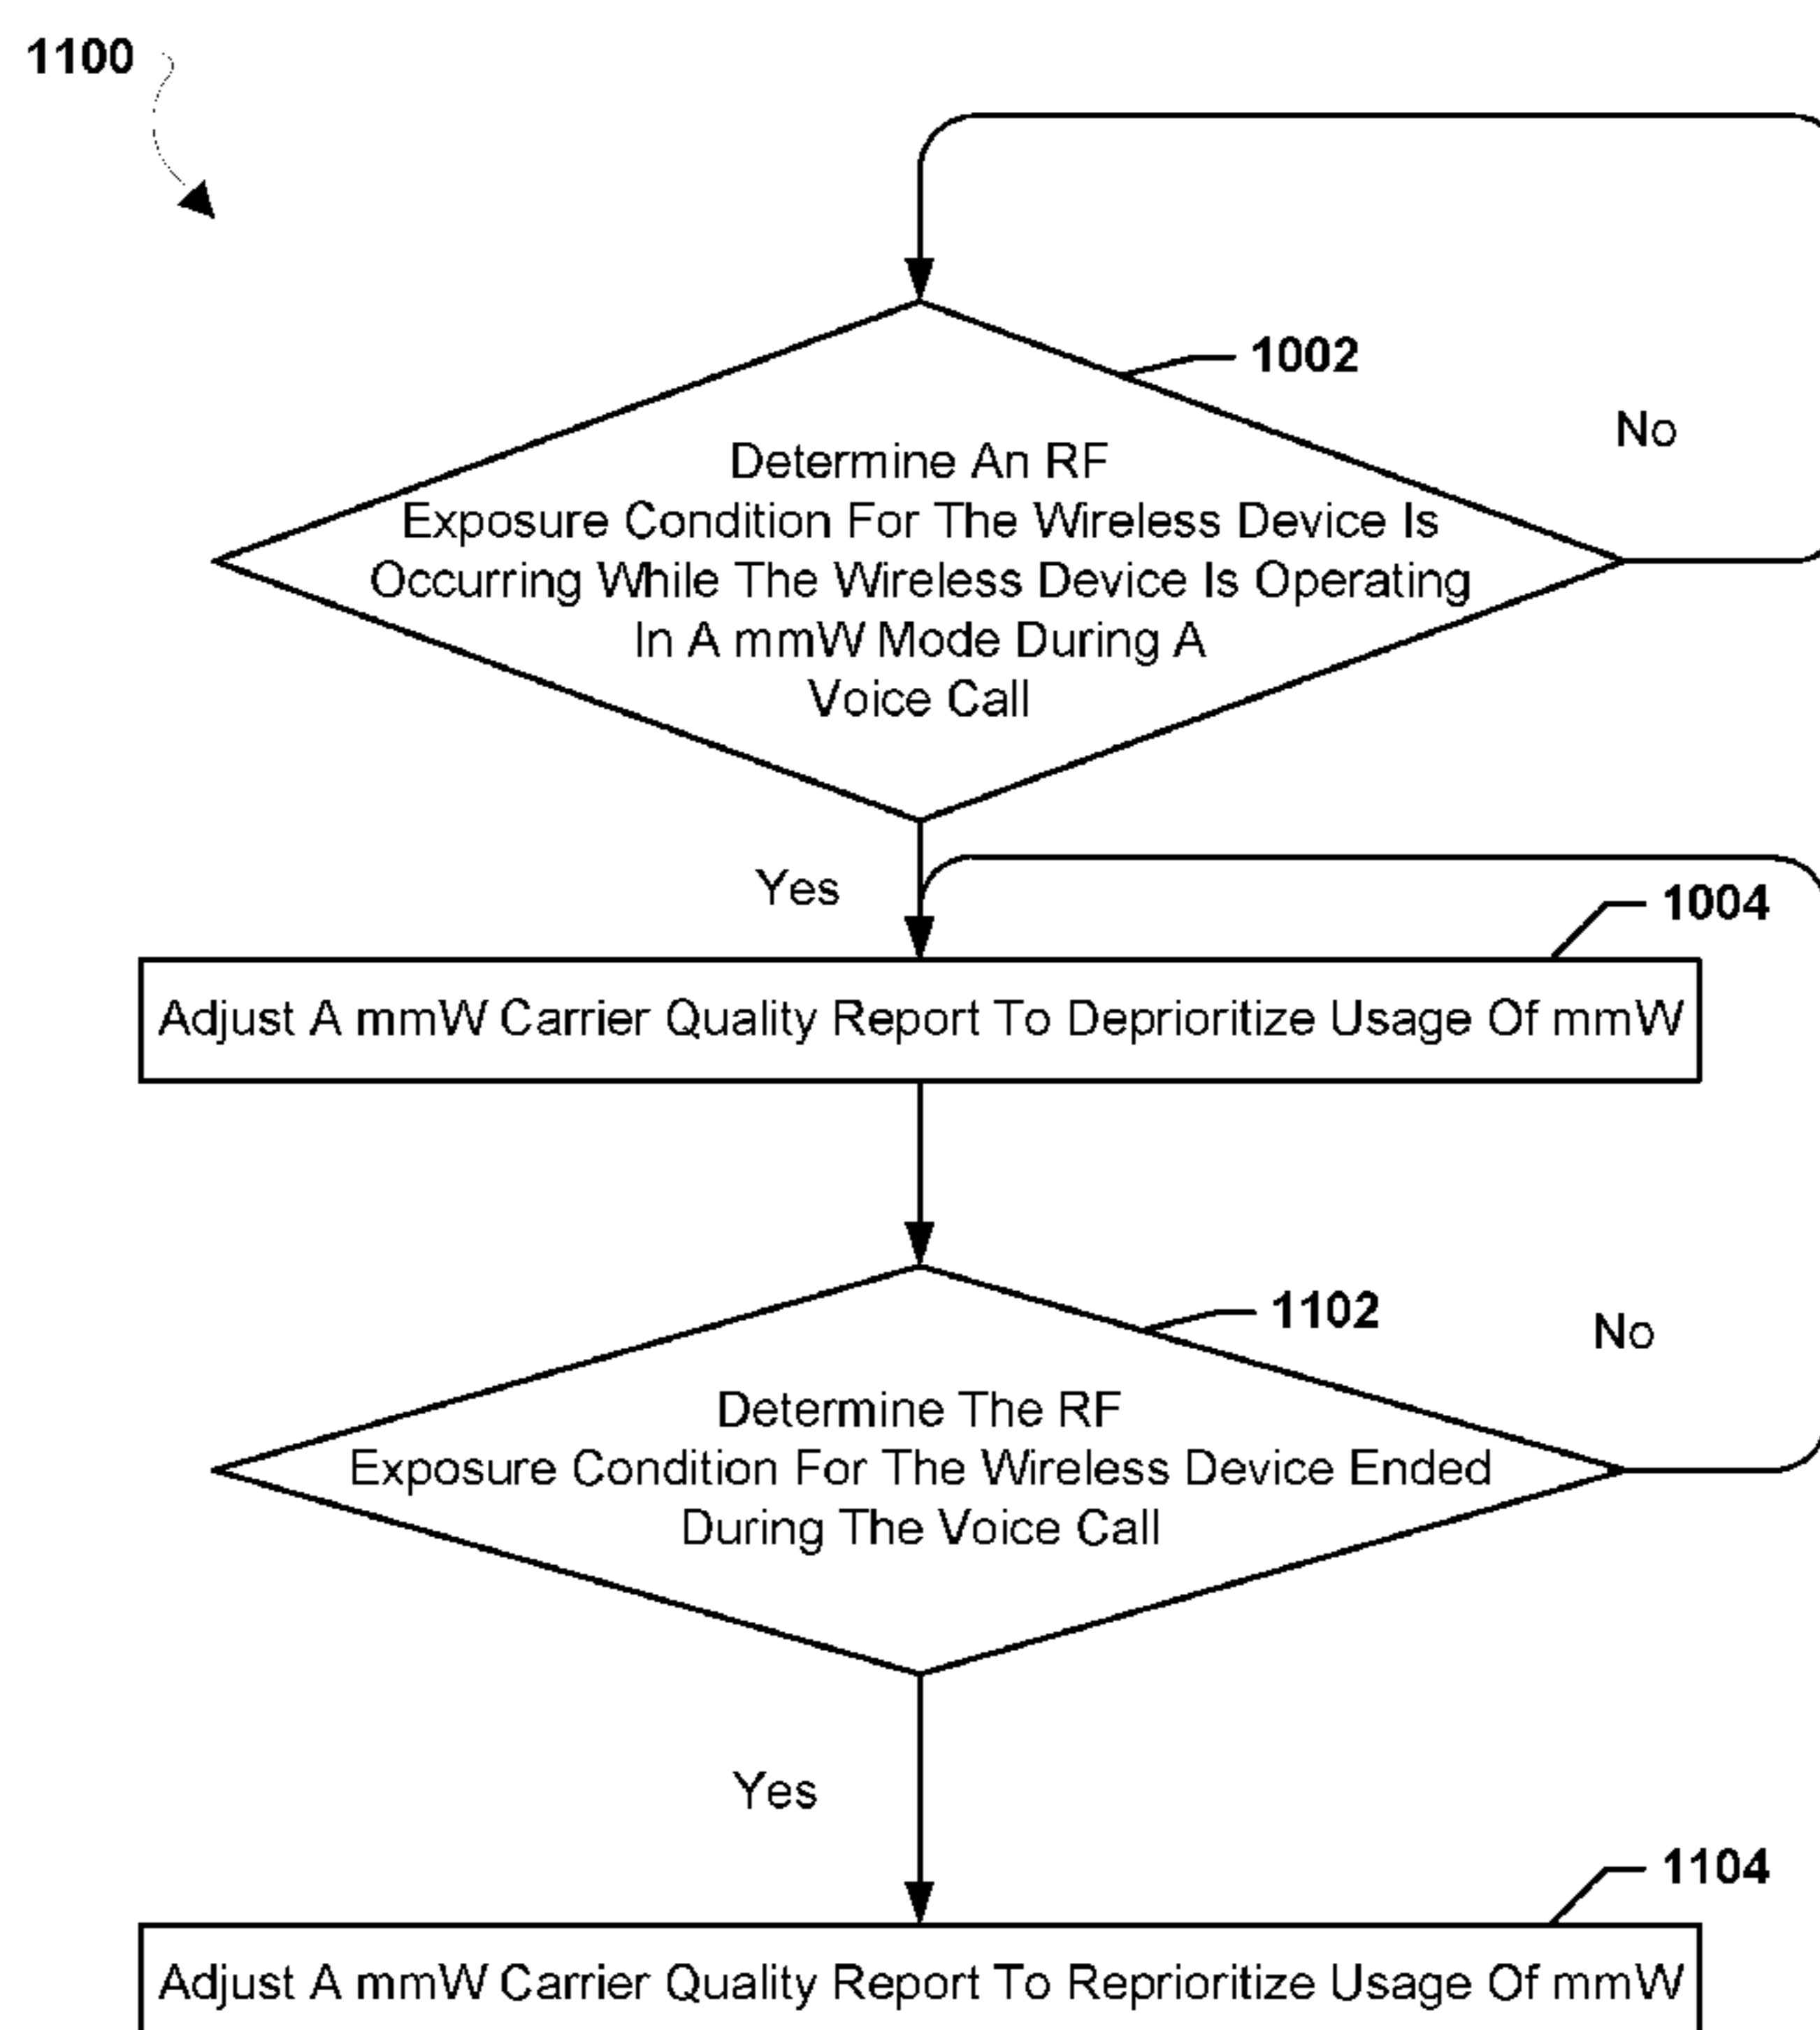 1100
1002
No
Determine An RF
Exposure Condition For The Wireless Device Is
Occurring While The Wireless Device Is Operating
In A mmW Mode During A
Voice Call
Yes
1004
Adjust A mmW Carrier Quality Report To Deprioritize Usage Of mmW
1102
No
Determine The RF
Exposure Condition For The Wireless Device Ended
During The Voice Call
Yes
1104
Adjust A mmW Carrier Quality Report To Reprioritize Usage Of mmW